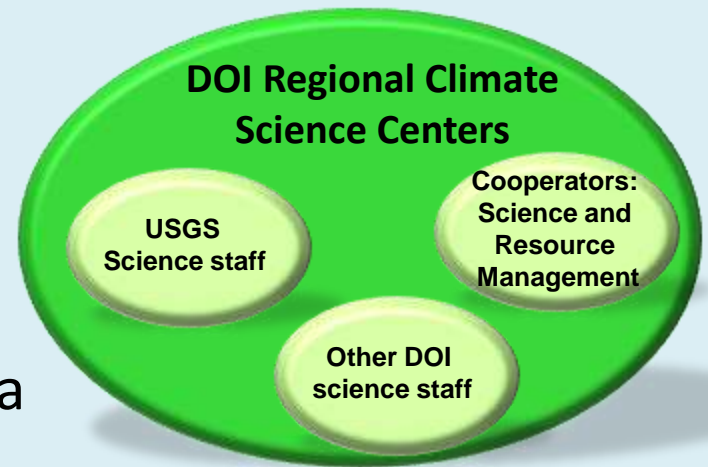 DOI Regional Climate
Science Centers
USGS
Science staff
Cooperators:
Science and
Resource
Management
Other DOI
science staff
a